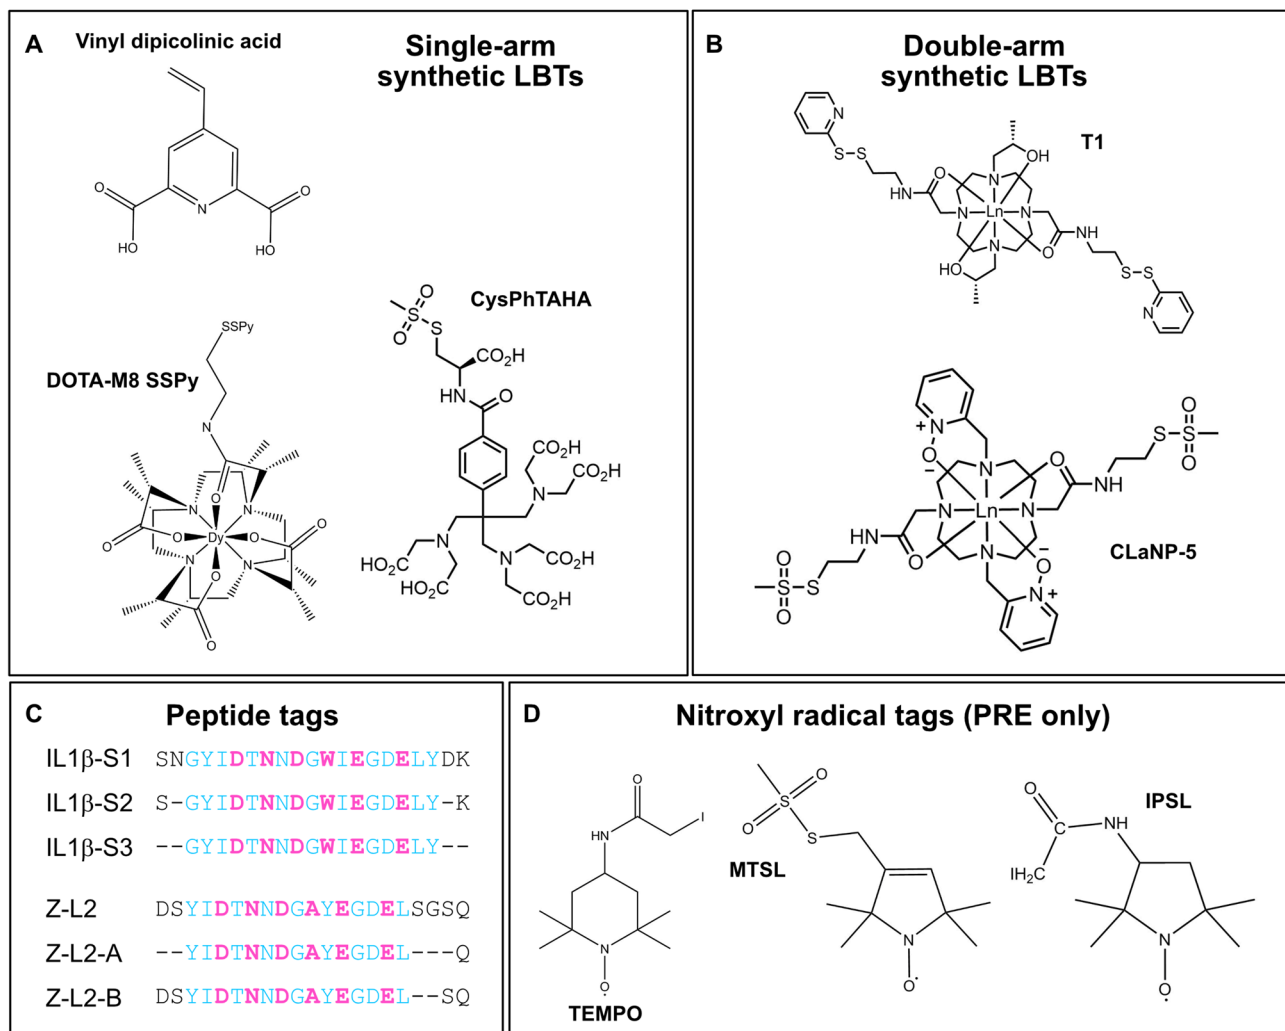 A
Vinyl dipicolinic acid
Single-arm
synthetic LBTs
O
O
N
HO
HO
SSPy
DOTA-M8 SSPy
N
O
N
N
O
O
Dy
O
O
N
N
O
O
O
O
CysPhTAHA
S
O
S
CO2H
HN
O
CO2H
N
CO2H
HO2C
N
N
CO2H
HO2C
CO2H
B
Double-arm
synthetic LBTs
N
T1
S–S
OH
NH
O
N
N
Ln
N
NH
N
O
HO
S–S
N
N
+
O
−
O
S
S
O
O
N
NH
N
Ln
N
NH
O
N
−
O
CLaNP-5
O
S
S
O
N
+
C
Peptide tags
IL1β-S1 SNGYIDTNNDGWIEGDELYDK
IL1β-S2 S-GYIDTNNDGWIEGDELY-K
IL1β-S3 --GYIDTNNDGWIEGDELY--
Z-L2 DSYIDTNNDGAYEGDELSGSQ
Z-L2-A --YIDTNNDGAYEGDEL---Q
Z-L2-B DSYIDTNNDGAYEGDEL--SQ
D
Nitroxyl radical tags (PRE only)
O
HN
I
N
O·
TEMPO
O
S
O
S
MTSL
N
O·
O
IPSL
C
NH
IH2C
N
O·